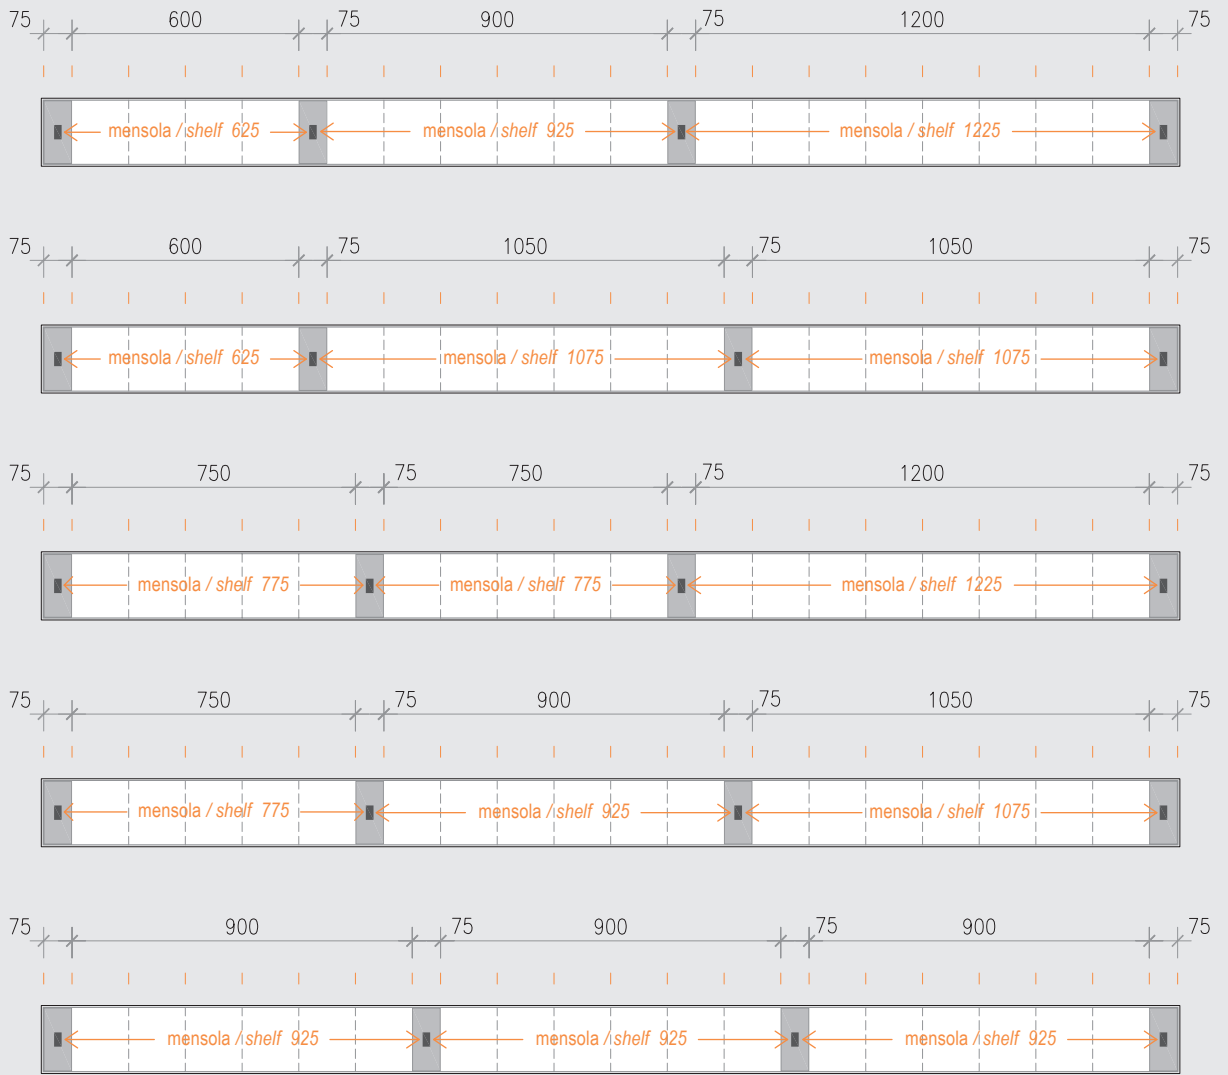 75 600 75 900 75 1200 75
mensola / shelf 625 mensola / shelf 925 mensola / shelf 1225
75 600 75 1050 75 1050 75
mensola / shelf 625 mensola / shelf 1075 mensola / shelf 1075
75 750 75 750 75 1200 75
mensola / shelf 775 mensola / shelf 775 mensola / shelf 1225
75 750 75 900 75 1050 75
mensola / shelf 775 mensola / shelf 925 mensola / shelf 1075
75 900 75 900 75 900 75
mensola / shelf 925 mensola / shelf 925 mensola / shelf 925